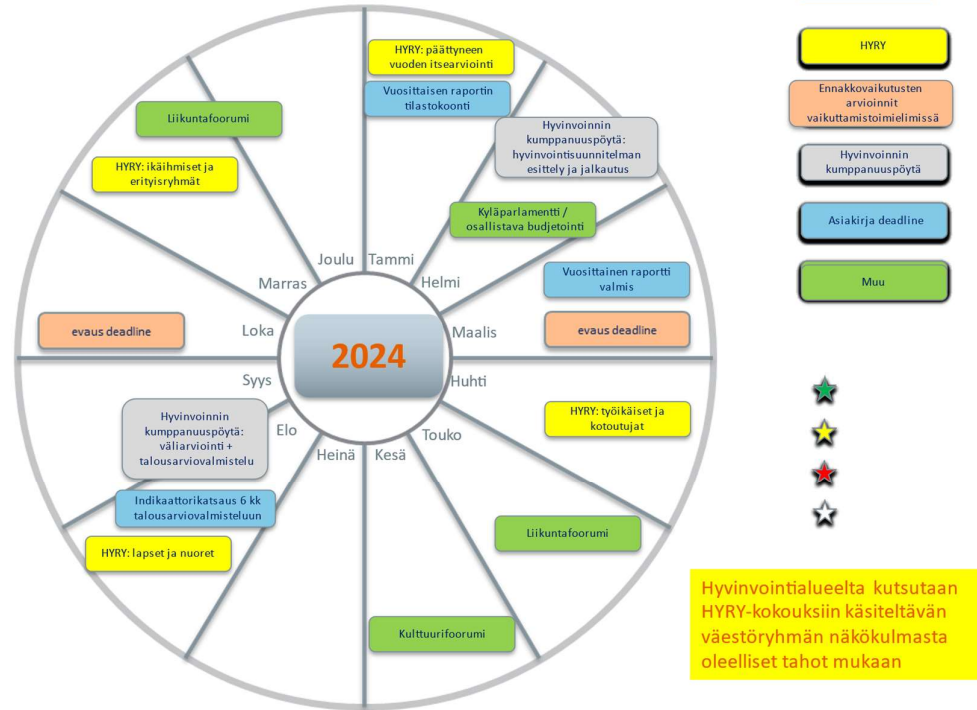 HYRY: päättyneen
vuoden itsearviointi
Vuosittaisen raportin
tilastokoonti
Hyvinvoinnin
kumppanuuspöytä:
hyvinvointisuunnitelman
esittely ja jalkautus
Kyläparlamentti /
osallistava budjetointi
Vuosittainen raportti
valmis
evaus deadline
HYRY: työikäiset ja
kotoutujat
Liikuntafoorumi
Kulttuurifoorumi
HYRY: lapset ja nuoret
Indikaattorikatsaus 6 kk
talousarviovalmisteluun
Hyvinvoinnin
kumppanuuspöytä:
väliarviointi +
talousarviovalmistelu
evaus deadline
HYRY: ikäihmiset ja
erityisryhmät
Liikuntafoorumi
Tammi
Helmi
Maalis
Huhti
Touko
Kesä
Heinä
Elo
Syys
Loka
Marras
Joulu
2024
HYRY
Ennakkovaikutusten
arvioinnit
vaikuttamistoimielimissä
Hyvinvoinnin
kumppanuuspöytä
Asiakirja deadline
Muu
Hyvinvointialueelta kutsutaan
HYRY-kokouksiin käsiteltävän
väestöryhmän näkökulmasta
oleelliset tahot mukaan